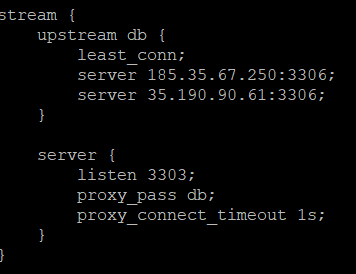 stream {
    upstream db {
        least_conn;
        server 185.35.67.250:3306;
        server 35.190.90.61:3306;
    }

    server {
        listen 3303;
        proxy_pass db;
        proxy_connect_timeout 1s;
    }
}